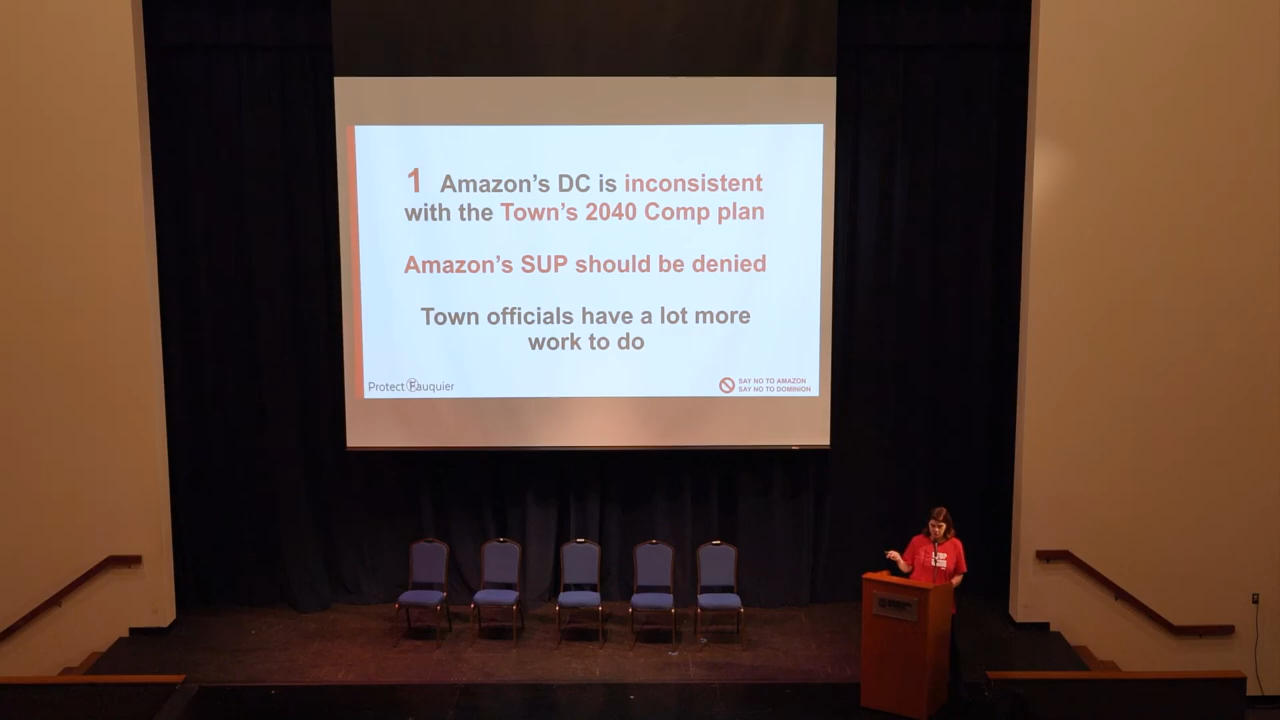 1 Amazon's DC is inconsistent
with the Town's 2040 Comp plan
Amazon's SUP should be denied
Town officials have a lot more
work to do
Protect Fauquier
SAY NO TO AMAZON
SAY NO TO DOMINION